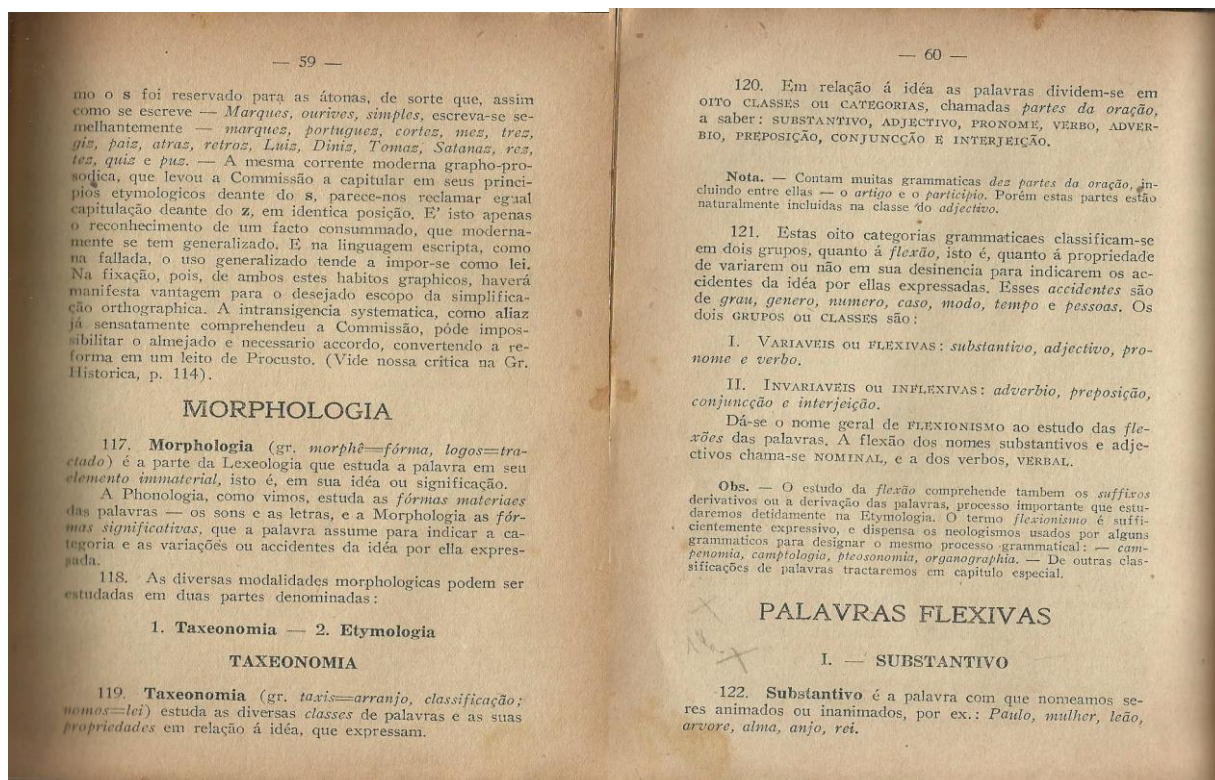 — 59 —
mo o s foi reservado para as átonas, de sorte que, assim
como se escreve — Marques, ourives, simples, escreva-se se-
melhantemente — marquez, portuguez, cortez, mez, trez,
giz, paiz, atraz, retroz, Luiz, Diniz, Tomaz, Satanaz, rez,
tez, quiz e puz. — A mesma corrente moderna grapho-pro-
sodica, que levou a Commissão a capitular em seus princi-
pios etymologicos deante do s, parece-nos reclamar egual
capitulação deante do z, em identica posição. E' isto apenas
o reconhecimento de um facto consummado, que moderna-
mente se tem generalizado. E na linguagem escripta, como
na fallada, o uso generalizado tende a impor-se como lei.
Na fixação, pois, de ambos estes habitos graphicos, haverá
manifesta vantagem para o desejado escopo da simplifica-
ção orthographica. A intransigencia systematica, como aliaz
já sensatamente comprehendeu a Commissão, póde impos-
sibilitar o almejado e necessario accordo, convertendo a re-
forma em um leito de Procusto. (Vide nossa critica na Gr.
Historica, p. 114).
MORPHOLOGIA
117. Morphologia (gr. morphê=fórma, logos=tra-
ctado) é a parte da Lexeologia que estuda a palavra em seu
elemento immaterial, isto é, em sua idéa ou significação.
A Phonologia, como vimos, estuda as fórmas materiaes
das palavras — os sons e as letras, e a Morphologia as fór-
mas significativas, que a palavra assume para indicar a ca-
tegoria e as variações ou accidentes da idéa por ella expres-
sada.
118. As diversas modalidades morphologicas podem ser
estudadas em duas partes denominadas:
1. Taxeonomia — 2. Etymologia
TAXEONOMIA
119. Taxeonomia (gr. taxis=arranjo, classificação;
nomos=lei) estuda as diversas classes de palavras e as suas
propriedades em relação á idéa, que expressam.
— 60 —
120. Em relação á idéa as palavras dividem-se em
OITO CLASSES OU CATEGORIAS, chamadas partes da oração,
a saber: SUBSTANTIVO, ADJECTIVO, PRONOME, VERBO, ADVER-
BIO, PREPOSIÇÃO, CONJUNCÇÃO E INTERJEIÇÃO.
Nota. — Contam muitas grammaticas dez partes da oração, in-
cluindo entre ellas — o artigo e o participio. Porém estas partes estão
naturalmente incluidas na classe do adjectivo.
121. Estas oito categorias grammaticaes classificam-se
em dois grupos, quanto á flexão, isto é, quanto á propriedade
de variarem ou não em sua desinencia para indicarem os ac-
cidentes da idéa por ellas expressadas. Esses accidentes são
de grau, genero, numero, caso, modo, tempo e pessoas. Os
dois GRUPOS OU CLASSES são:
I. VARIAVEIS OU FLEXIVAS: substantivo, adjectivo, pro-
nome e verbo.
II. INVARIAVEIS OU INFLEXIVAS: adverbio, preposição,
conjuncção e interjeição.
Dá-se o nome geral de FLEXIONISMO ao estudo das fle-
xões das palavras. A flexão dos nomes substantivos e adje-
ctivos chama-se NOMINAL, e a dos verbos, VERBAL.
Obs. — O estudo da flexão comprehende tambem os suffixos
derivativos ou a derivação das palavras, processo importante que estu-
daremos detidamente na Etymologia. O termo flexionismo é suffi-
cientemente expressivo, e dispensa os neologismos usados por alguns
grammaticos para designar o mesmo processo grammatical: — cam-
penomia, camptologia, pteosonomia, organographia. — De outras clas-
sificações de palavras tractaremos em capitulo especial.
PALAVRAS FLEXIVAS
I. — SUBSTANTIVO
122. Substantivo é a palavra com que nomeamos se-
res animados ou inanimados, por ex.: Paulo, mulher, leão,
arvore, alma, anjo, rei.